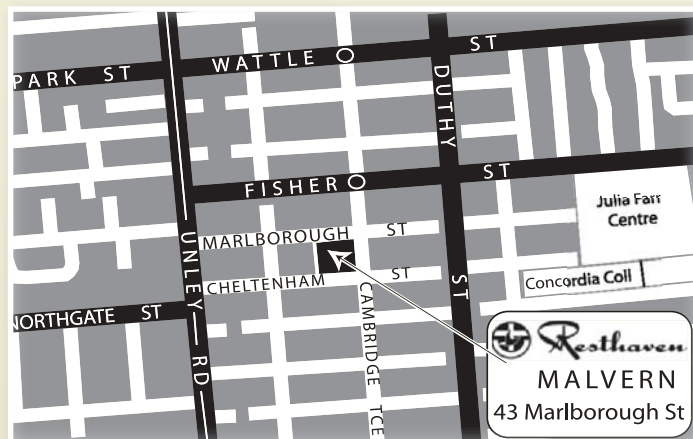 PARK ST
WATTLE ST
DUTHY ST
FISHER ST
MARLBOROUGH ST
CHELTENHAM ST
UNLEY RD
NORTHGATE ST
CAMBRIDGE TCE
Julia Farr
Centre
Concordia Coll
Resthaven
MALVERN
43 Marlborough St